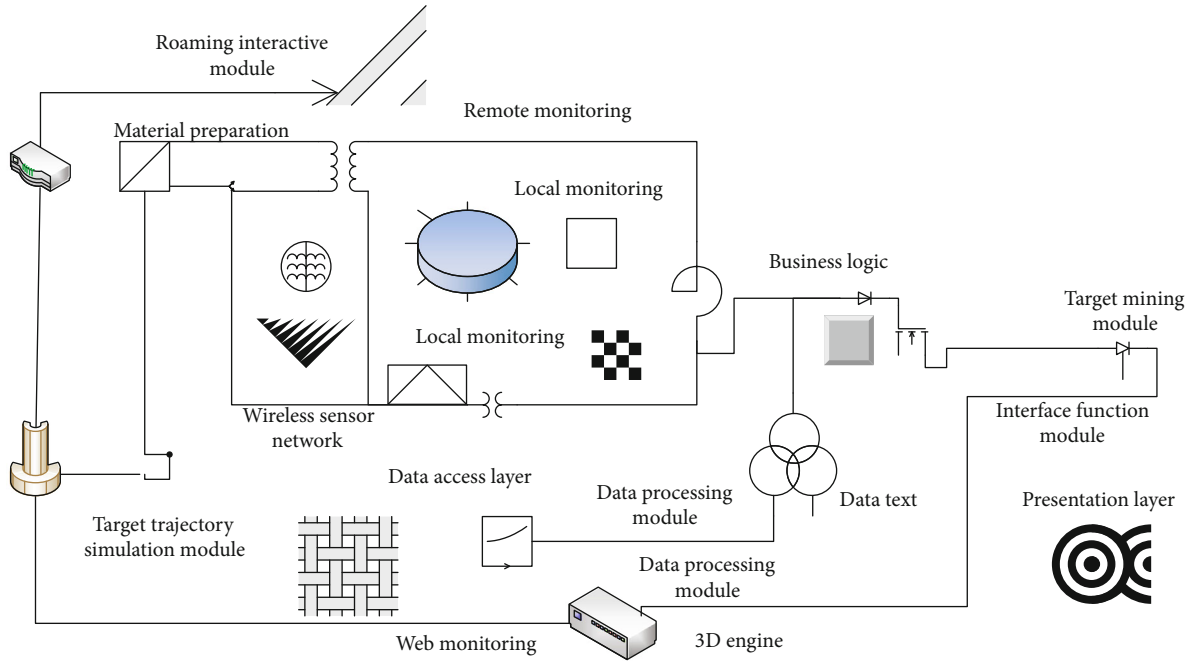 Roaming interactive
module
Remote monitoring
Material preparation
Local monitoring
Business logic
Target mining
module
Local monitoring
Wireless sensor
network
Interface function
module
Data access layer
Data processing
module
Data text
Presentation layer
Target trajectory
simulation module
Data processing
module
Web monitoring
3D engine